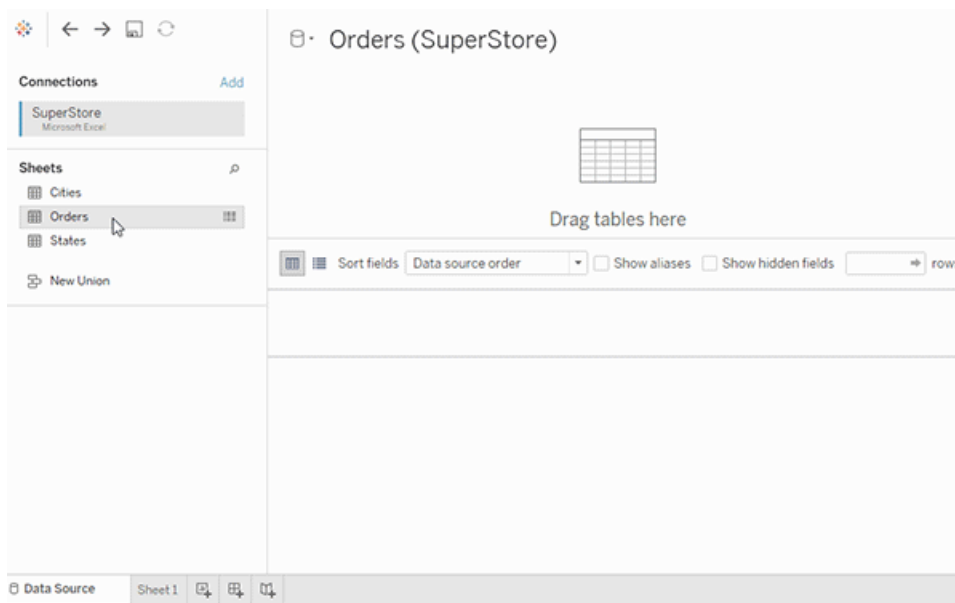 Orders (SuperStore)
Connections Add
SuperStore
Microsoft Excel
Sheets
Cities
Orders
States
New Union
Drag tables here
Sort fields Data source order Show aliases Show hidden fields row
Data Source Sheet 1